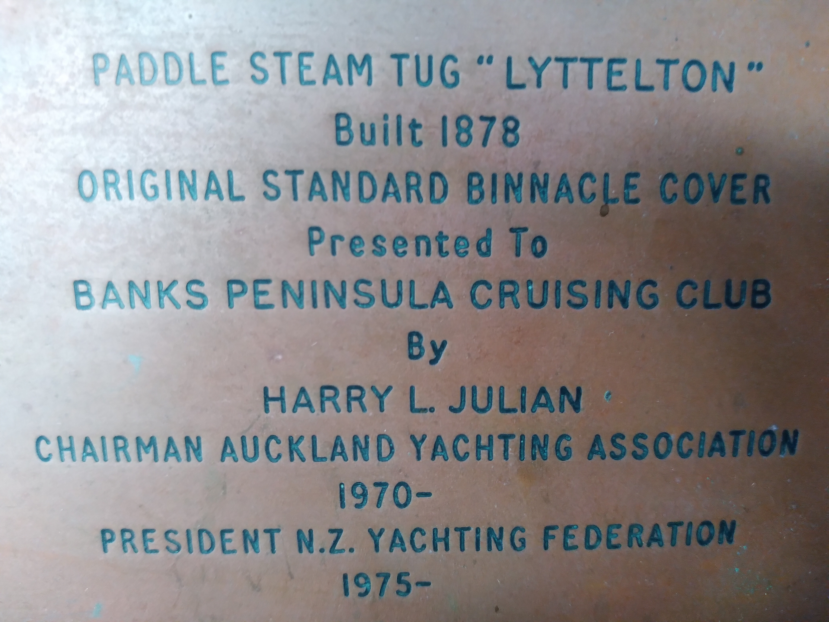 PADDLE STEAM TUG “LYTTELTON”
Built 1878
ORIGINAL STANDARD BINNACLE COVER
Presented To
BANKS PENINSULA CRUISING CLUB
By
HARRY L. JULIAN
CHAIRMAN AUCKLAND YACHTING ASSOCIATION
1970-
PRESIDENT N.Z. YACHTING FEDERATION
1975-